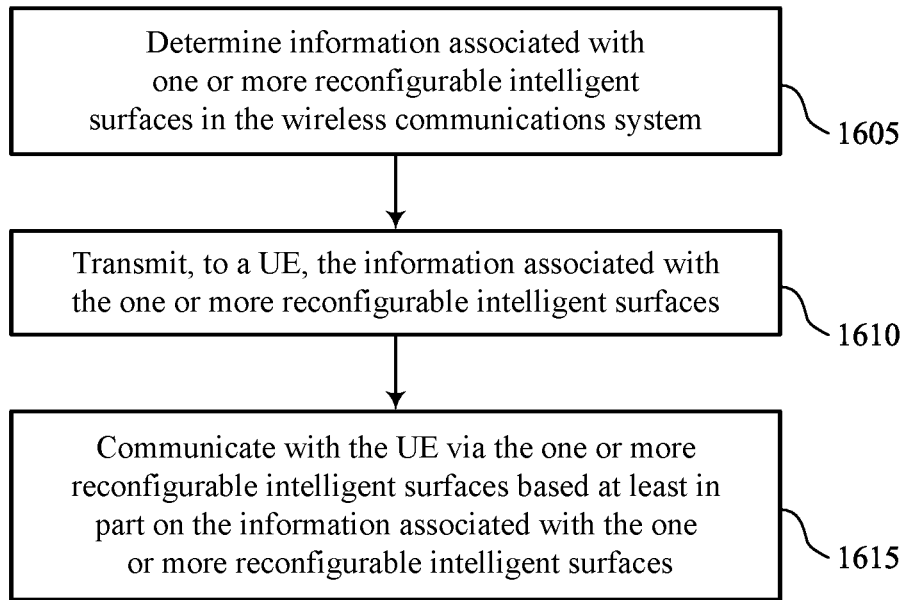 Determine information associated with
one or more reconfigurable intelligent
surfaces in the wireless communications system
1605
Transmit, to a UE, the information associated with
the one or more reconfigurable intelligent surfaces
1610
Communicate with the UE via the one or more
reconfigurable intelligent surfaces based at least in
part on the information associated with the one
or more reconfigurable intelligent surfaces
1615